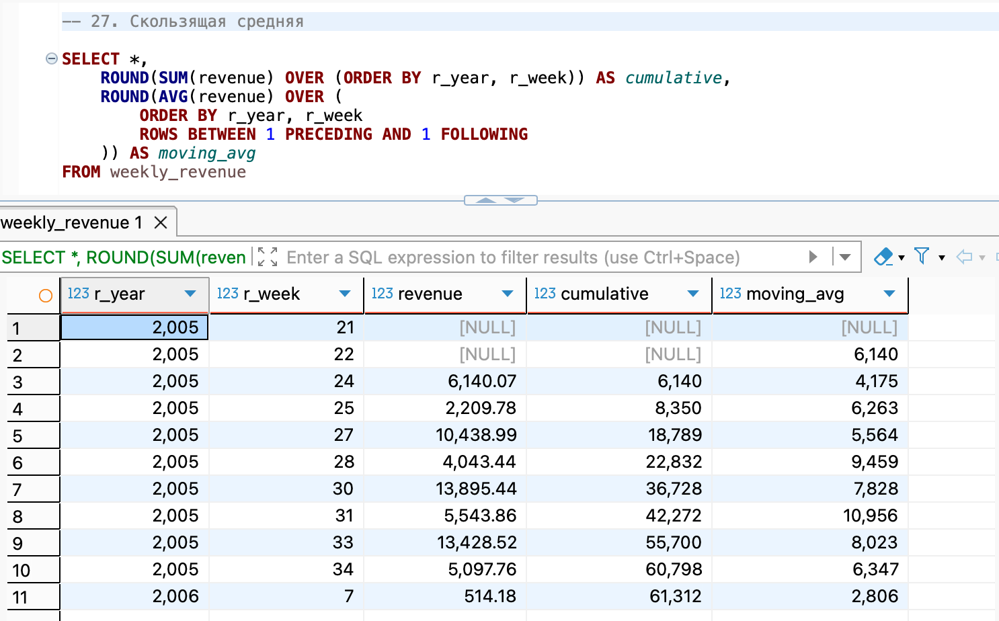 -- 27. Скользящая средняя
SELECT *,
ROUND(SUM(revenue) OVER (ORDER BY r_year, r_week)) AS cumulative,
ROUND(AVG(revenue) OVER (
ORDER BY r_year, r_week
ROWS BETWEEN 1 PRECEDING AND 1 FOLLOWING
)) AS moving_avg
FROM weekly_revenue
weekly_revenue 1
SELECT *, ROUND(SUM(reven Enter a SQL expression to filter results (use Ctrl+Space)
123 r_year 123 r_week 123 revenue 123 cumulative 123 moving_avg
1 2,005 21 [NULL] [NULL] [NULL]
2 2,005 22 [NULL] [NULL] 6,140
3 2,005 24 6,140.07 6,140 4,175
4 2,005 25 2,209.78 8,350 6,263
5 2,005 27 10,438.99 18,789 5,564
6 2,005 28 4,043.44 22,832 9,459
7 2,005 30 13,895.44 36,728 7,828
8 2,005 31 5,543.86 42,272 10,956
9 2,005 33 13,428.52 55,700 8,023
10 2,005 34 5,097.76 60,798 6,347
11 2,006 7 514.18 61,312 2,806